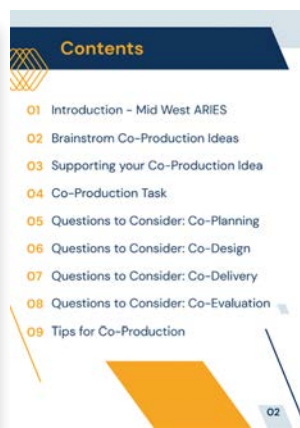 Contents
01 Introduction - Mid West ARIES
02 Brainstrom Co-Production Ideas
03 Supporting your Co-Production Idea
04 Co-Production Task
05 Questions to Consider: Co-Planning
06 Questions to Consider: Co-Design
07 Questions to Consider: Co-Delivery
08 Questions to Consider: Co-Evaluation
09 Tips for Co-Production
02